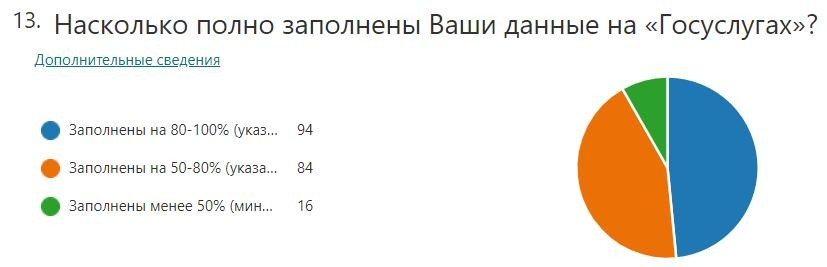 13. Насколько полно заполнены Ваши данные на «Госуслугах»?
Дополнительные сведения
Заполнены на 80-100% (указ... 94
Заполнены на 50-80% (указа... 84
Заполнены менее 50% (мин... 16